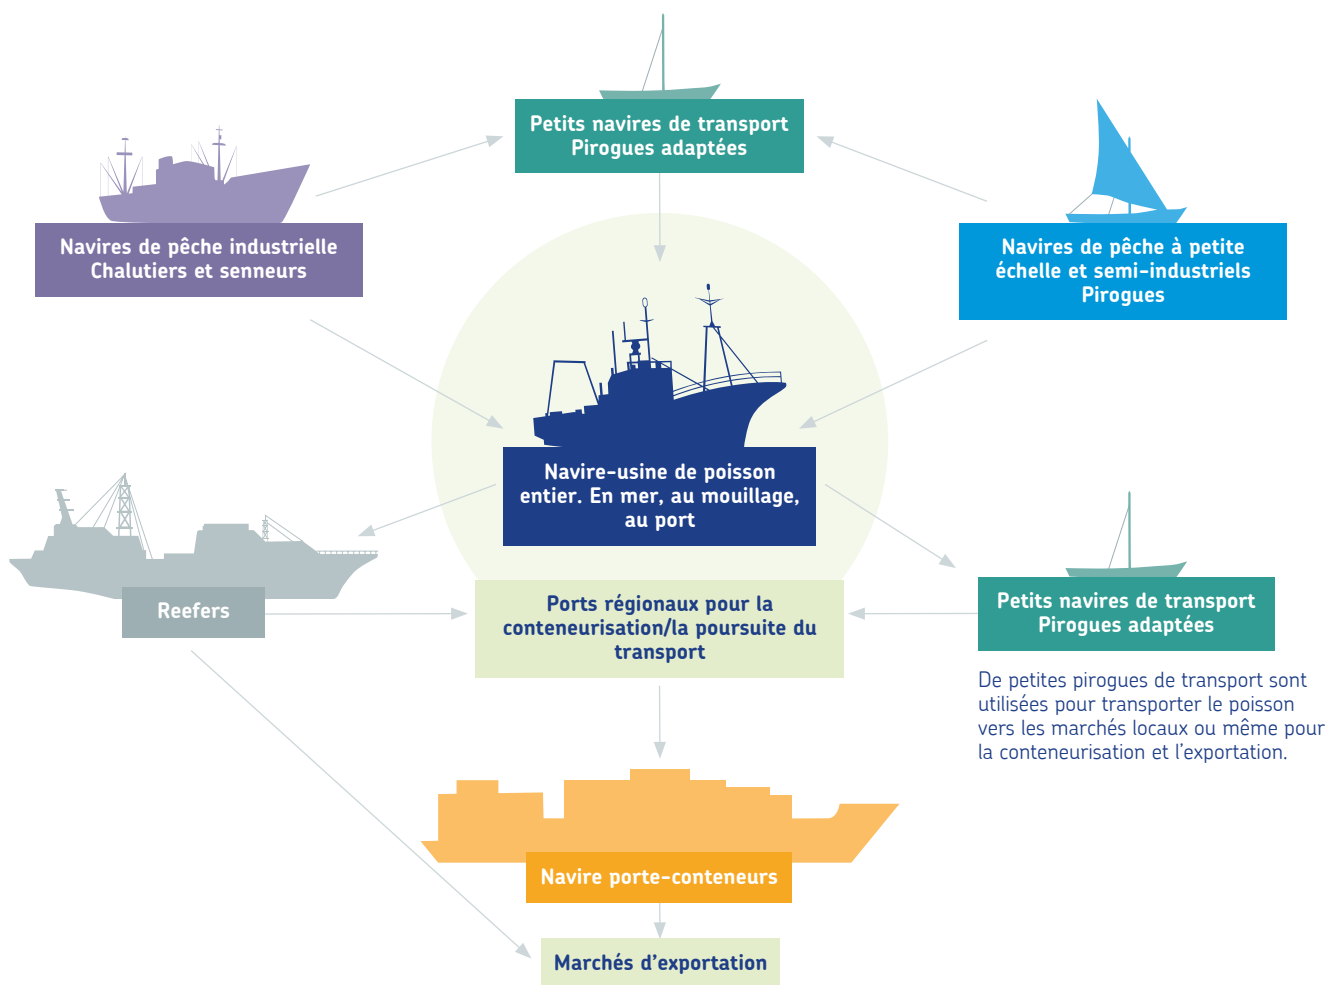 Petits navires de transport
Pirogues adaptées
Navires de pêche industrielle
Chalutiers et senneurs
Navires de pêche à petite
échelle et semi-industriels
Pirogues
Navire-usine de poisson
entier. En mer, au mouillage,
au port
Reefers
Ports régionaux pour la
conteneurisation/la poursuite du
transport
Petits navires de transport
Pirogues adaptées
De petites pirogues de transport sont
utilisées pour transporter le poisson
vers les marchés locaux ou même pour
la conteneurisation et l'exportation.
Navire porte-conteneurs
Marchés d'exportation